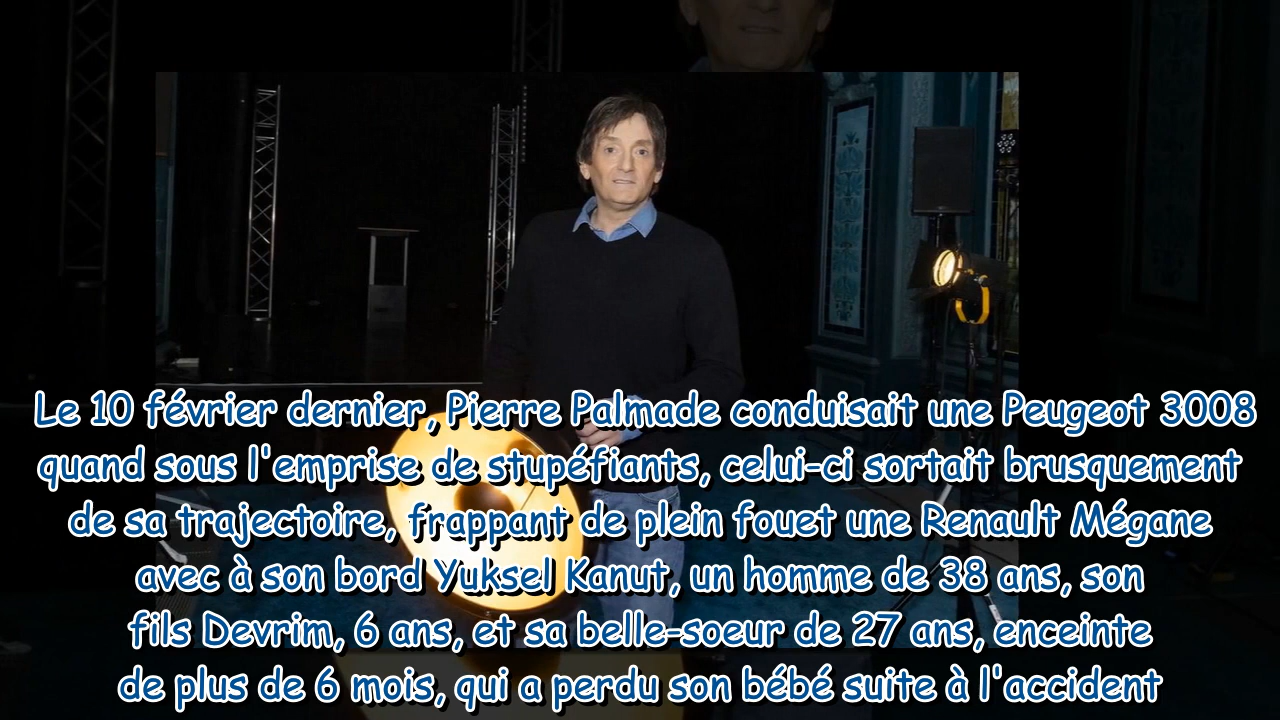 Le 10 février dernier, Pierre Palmade conduisait une Peugeot 3008
quand sous l'emprise de stupéfiants, celui-ci sortait brusquement
de sa trajectoire, frappant de plein fouet une Renault Mégane
avec à son bord Yuksel Kanut, un homme de 38 ans, son
fils Devrim, 6 ans, et sa belle-soeur de 27 ans, enceinte
de plus de 6 mois, qui a perdu son bébé suite à l'accident